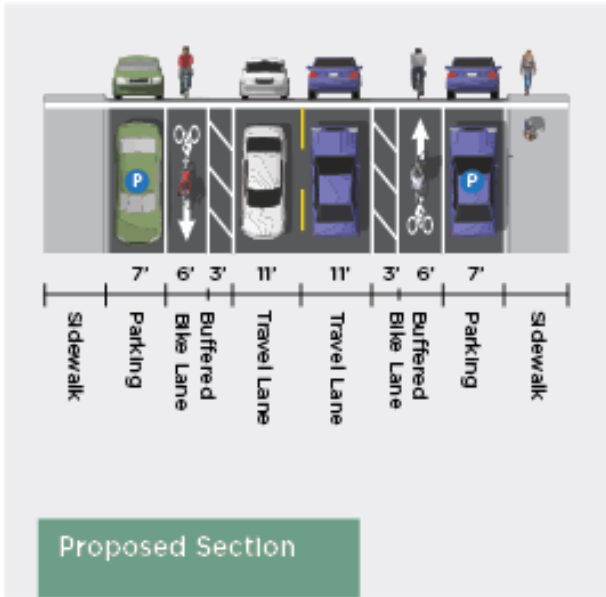 P
P
7' 6' 3' 11' 11' 3' 6' 7'
Sidewalk
Parking
Buffered
Bike Lane
Travel Lane
Travel Lane
Buffered
Bike Lane
Parking
Sidewalk
Proposed Section